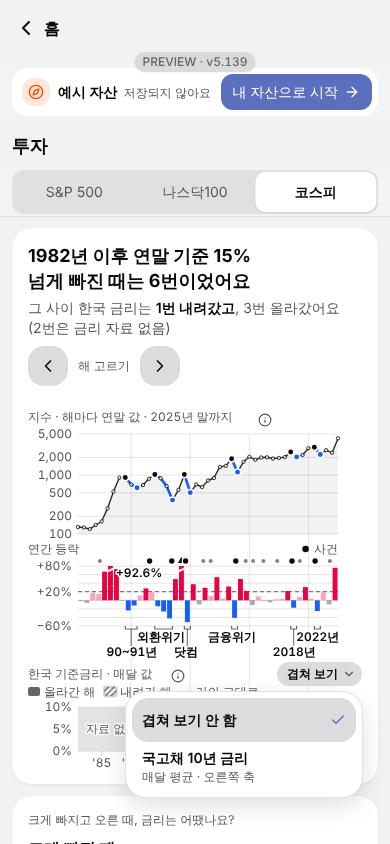 홈
PREVIEW · v5.139
예시 자산 저장되지 않아요
내 자산으로 시작
투자
S&P 500
나스닥100
코스피
1982년 이후 연말 기준 15%
넘게 빠진 때는 6번이었어요
그 사이 한국 금리는 1번 내려갔고, 3번 올라갔어요
(2번은 금리 자료 없음)
해 고르기
지수 · 해마다 연말 값 · 2025년 말까지
5,000
2,000
1,000
500
200
100
연간 등락
사건
+80%
+92.6%
+20%
−60%
외환위기
금융위기
2022년
90~91년
닷컴
2018년
한국 기준금리 · 매달 값
겹쳐 보기
올라간 해
10%
자료 없
5%
0%
'85
겹쳐 보기 안 함
국고채 10년 금리
매달 평균 · 오른쪽 축
크게 빠지고 오른 때, 금리는 어땠나요?